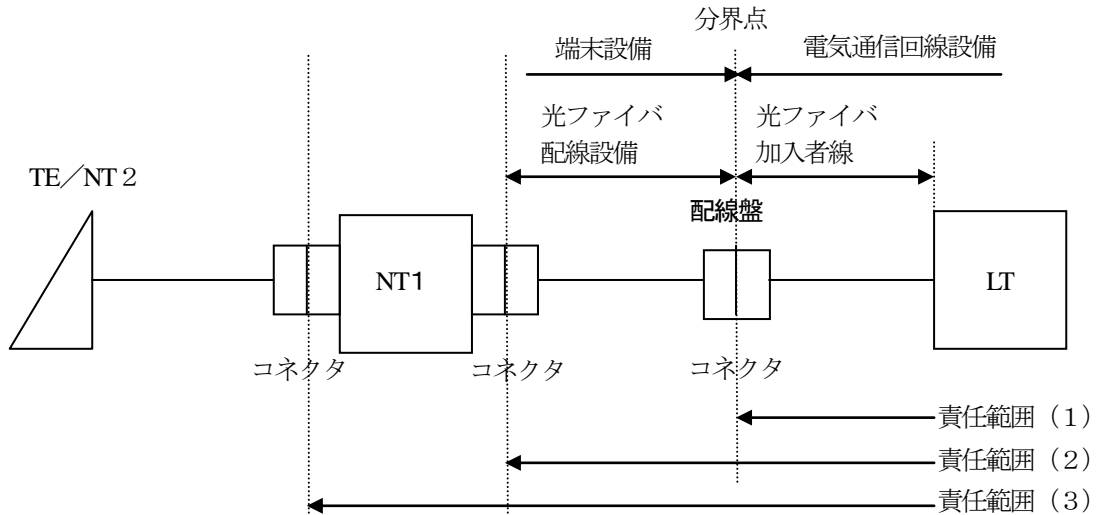 分界点
端末設備
電気通信回線設備
光ファイバ
配線設備
光ファイバ
加入者線
TE/NT2
配線盤
NT1
LT
コネクタ
コネクタ
コネクタ
責任範囲（1）
責任範囲（2）
責任範囲（3）